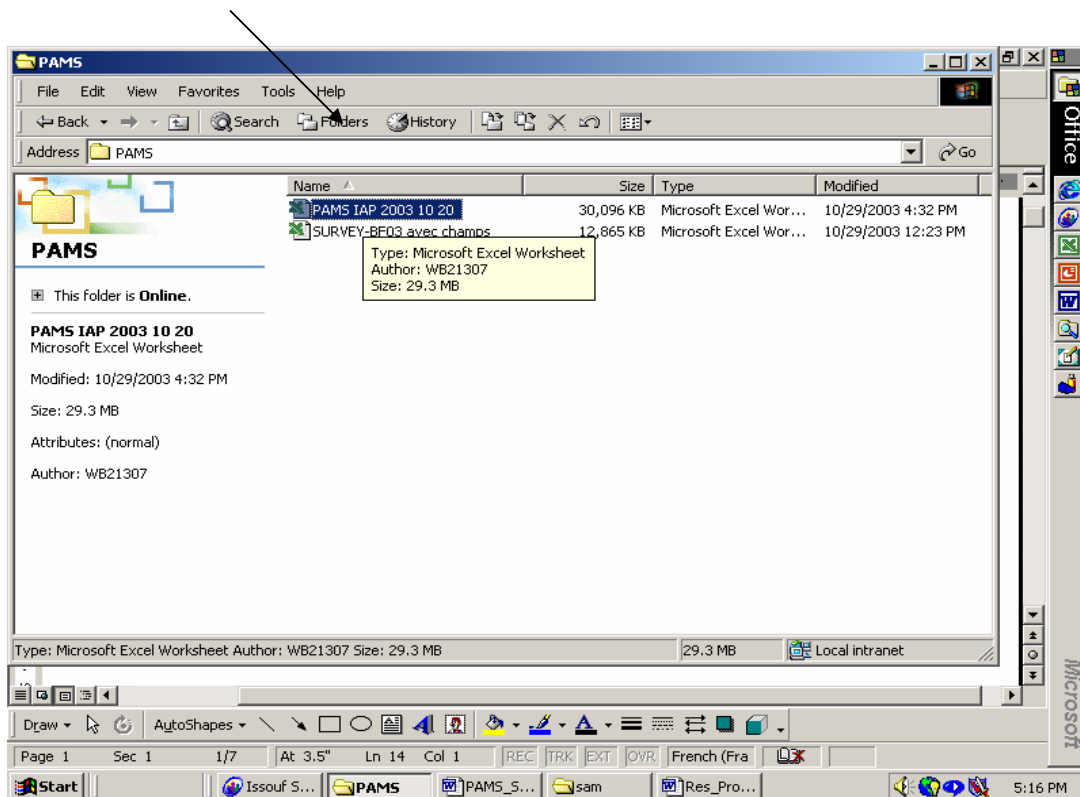 PAMS
File Edit View Favorites Tools Help
Back Search Folders History
Address PAMS Go
Name Size Type Modified
PAMS IAP 2003 10 20 30,096 KB Microsoft Excel Wor... 10/29/2003 4:32 PM
SURVEY-BF03 avec champs 12,865 KB Microsoft Excel Wor... 10/29/2003 12:23 PM
Type: Microsoft Excel Worksheet
Author: WB21307
Size: 29.3 MB
PAMS
This folder is Online.
PAMS IAP 2003 10 20
Microsoft Excel Worksheet
Modified: 10/29/2003 4:32 PM
Size: 29.3 MB
Attributes: (normal)
Author: WB21307
Type: Microsoft Excel Worksheet Author: WB21307 Size: 29.3 MB 29.3 MB Local intranet
Office
Microsoft
Draw AutoShapes
Page 1 Sec 1 1/7 At 3.5" Ln 14 Col 1 REC TRK EXT OVR French (Fra
Start Issouf S... PAMS PAMS_S... sam Res_Pro... 5:16 PM